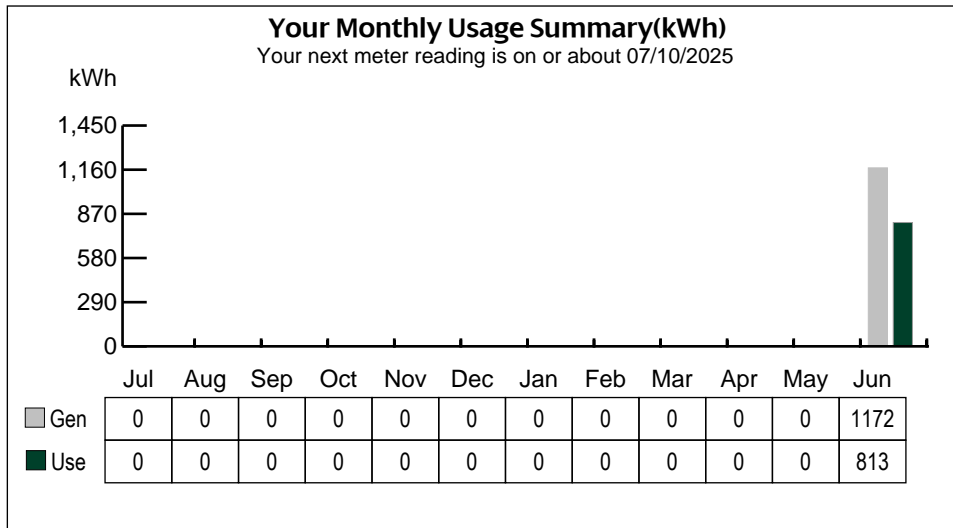 Your Monthly Usage Summary(kWh)
Your next meter reading is on or about 07/10/2025
kWh
1,450
1,160
870
580
290
0
Jul Aug Sep Oct Nov Dec Jan Feb Mar Apr May Jun
Gen 0 0 0 0 0 0 0 0 0 0 0 1172
Use 0 0 0 0 0 0 0 0 0 0 0 813